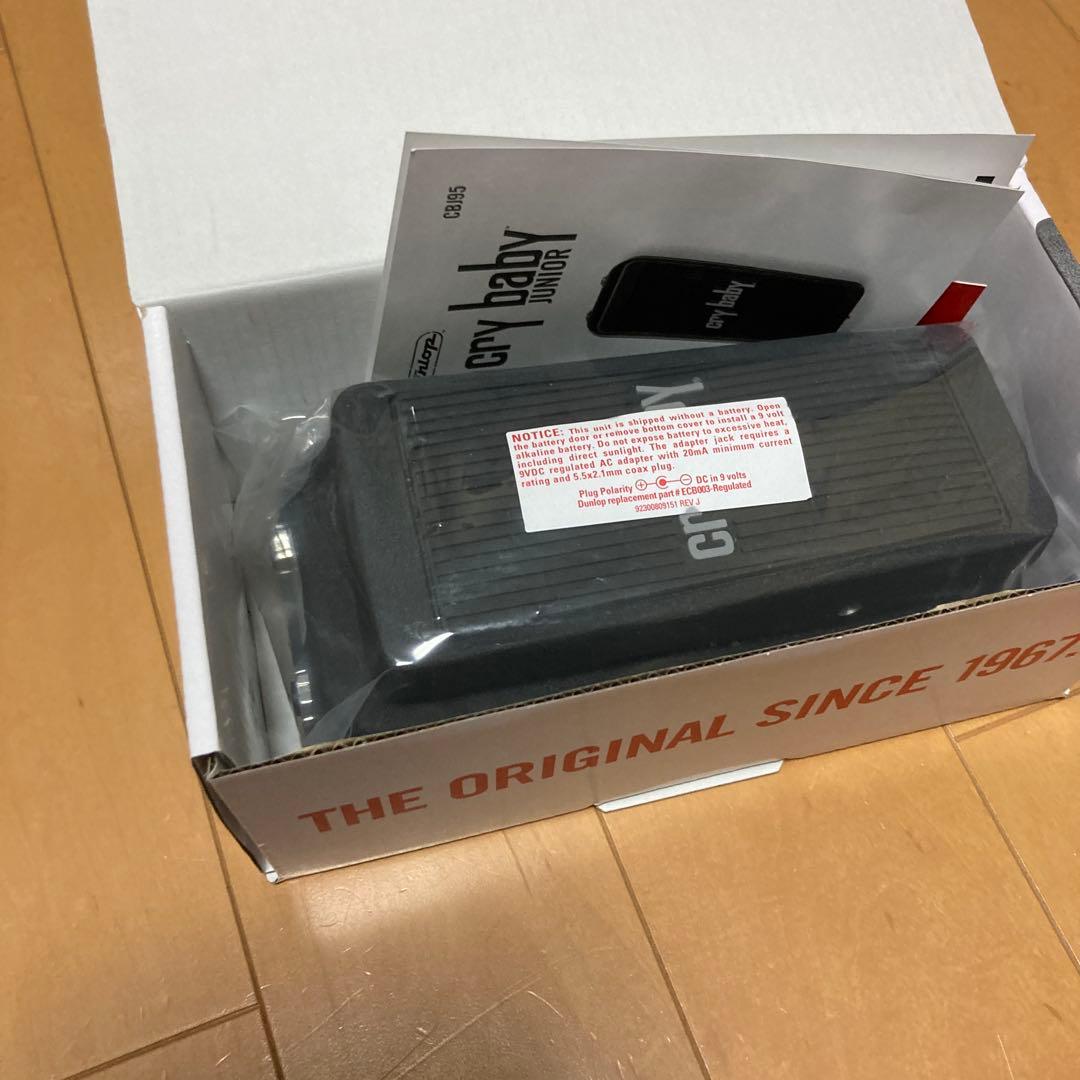 CBJ95
cry baby
JUNIOR
cry baby
NOTICE: This unit is shipped without a battery. Open
the battery door or remove bottom cover to install a 9 volt
alkaline battery. Do not expose battery to excessive heat,
including direct sunlight. The adapter jack requires a
9VDC regulated AC adapter with 20mA minimum current
rating and 5.5x2.1mm coax plug.
Plug Polarity DC in 9 volts
Dunlop replacement part # ECB003-Regulated
92300809151 REV J
THE ORIGINAL SINCE 1967.